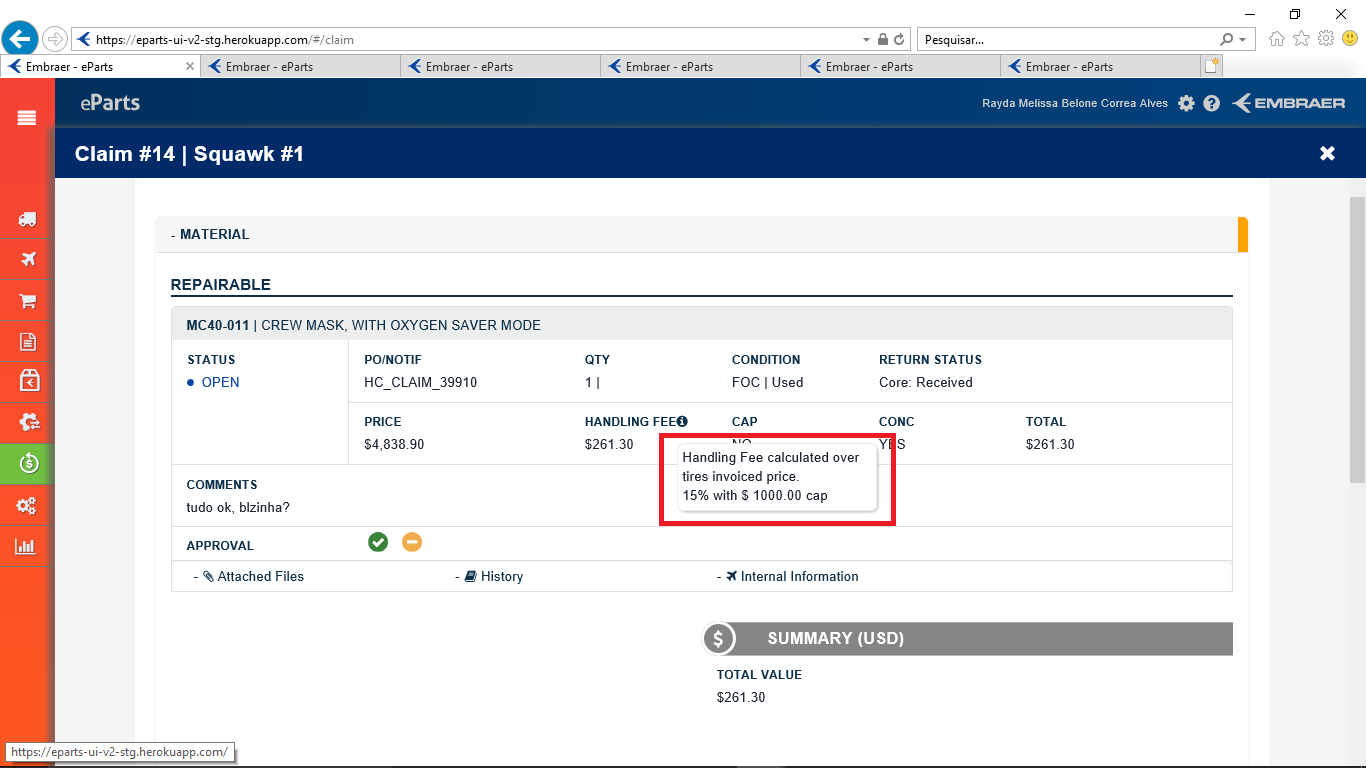 https://eparts-ui-v2-stg.herokuapp.com/#/claim
Pesquisar...
Embraer - eParts
Embraer - eParts
Embraer - eParts
Embraer - eParts
Embraer - eParts
Embraer - eParts
eParts
Rayda Melissa Belone Correa Alves
EMBRAER
Claim #14 | Squawk #1
- MATERIAL
REPAIRABLE
MC40-011 | CREW MASK, WITH OXYGEN SAVER MODE
STATUS
OPEN
PO/NOTIF
QTY
CONDITION
RETURN STATUS
HC_CLAIM_39910
1 |
FOC | Used
Core: Received
PRICE
HANDLING FEE
CAP
CONC
TOTAL
$4,838.90
$261.30
NO
YES
$261.30
Handling Fee calculated over
tires invoiced price.
15% with $ 1000.00 cap
COMMENTS
tudo ok, blzinha?
APPROVAL
- Attached Files
- History
- Internal Information
$ SUMMARY (USD)
TOTAL VALUE
$261.30
https://eparts-ui-v2-stg.herokuapp.com/